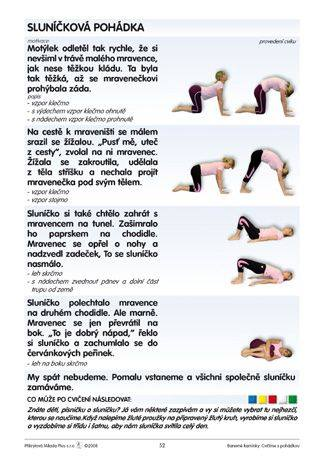 SLUNÍČKOVÁ POHÁDKA
motivace
provedení cviku
Motýlek odletěl tak rychle, že si
nevšiml v trávě malého mravence,
jak nese těžkou kládu. Ta byla
tak těžká, až se mravenečkovi
prohýbala záda.
popis
- vzpor klečmo
- s výdechem vzpor klečmo ohnutě
- s nádechem vzpor klečmo prohnutě
Na cestě k mraveništi se málem
srazil se žížalou. „Pusť mě, uteč
z cesty“, zvolal na ni mravenec.
Žížala se zakroutila, udělala
z těla stříšku a nechala projít
mravenečka pod svým tělem.
- vzpor klečmo
- vzpor stojmo
Sluníčko si také chtělo zahrát s
mravencem na tunel. Zašimralo
ho paprskem na chodidle.
Mravenec se opřel o nohy a
nadzvedl zadeček, To se sluníčko
nasmálo.
- leh skrčmo
- s nádechem zvednout pánev a dolní část
trupu od země
Sluníčko polechtalo mravence
na druhém chodidle. Ale marně.
Mravenec se jen převrátil na
bok. „To je dobrý nápad,“ řeklo
si sluníčko a zachumlalo se do
červánkových peřinek.
- leh na boku skrčmo
My spát nebudeme. Pomalu vstaneme a všichni společně sluníčku
zamáváme.
CO MŮŽE PO CVIČENÍ NÁSLEDOVAT:
Znáte děti, písničku o sluníčku? Já vám některé zazpívám a vy si můžete vybrat tu nejhezčí,
kterou se naučíme.Když nalepíme žluté proužky na připravený žlutý kruh, vyrobíme si sluníčko
a vyzdobíme si třídu i šatnu, aby nám sluníčko svítilo celý den.
Přikrylová Milada Plus s.r.o. ©2008
52
Barevné kamínky: Cvičíme s pohádkou